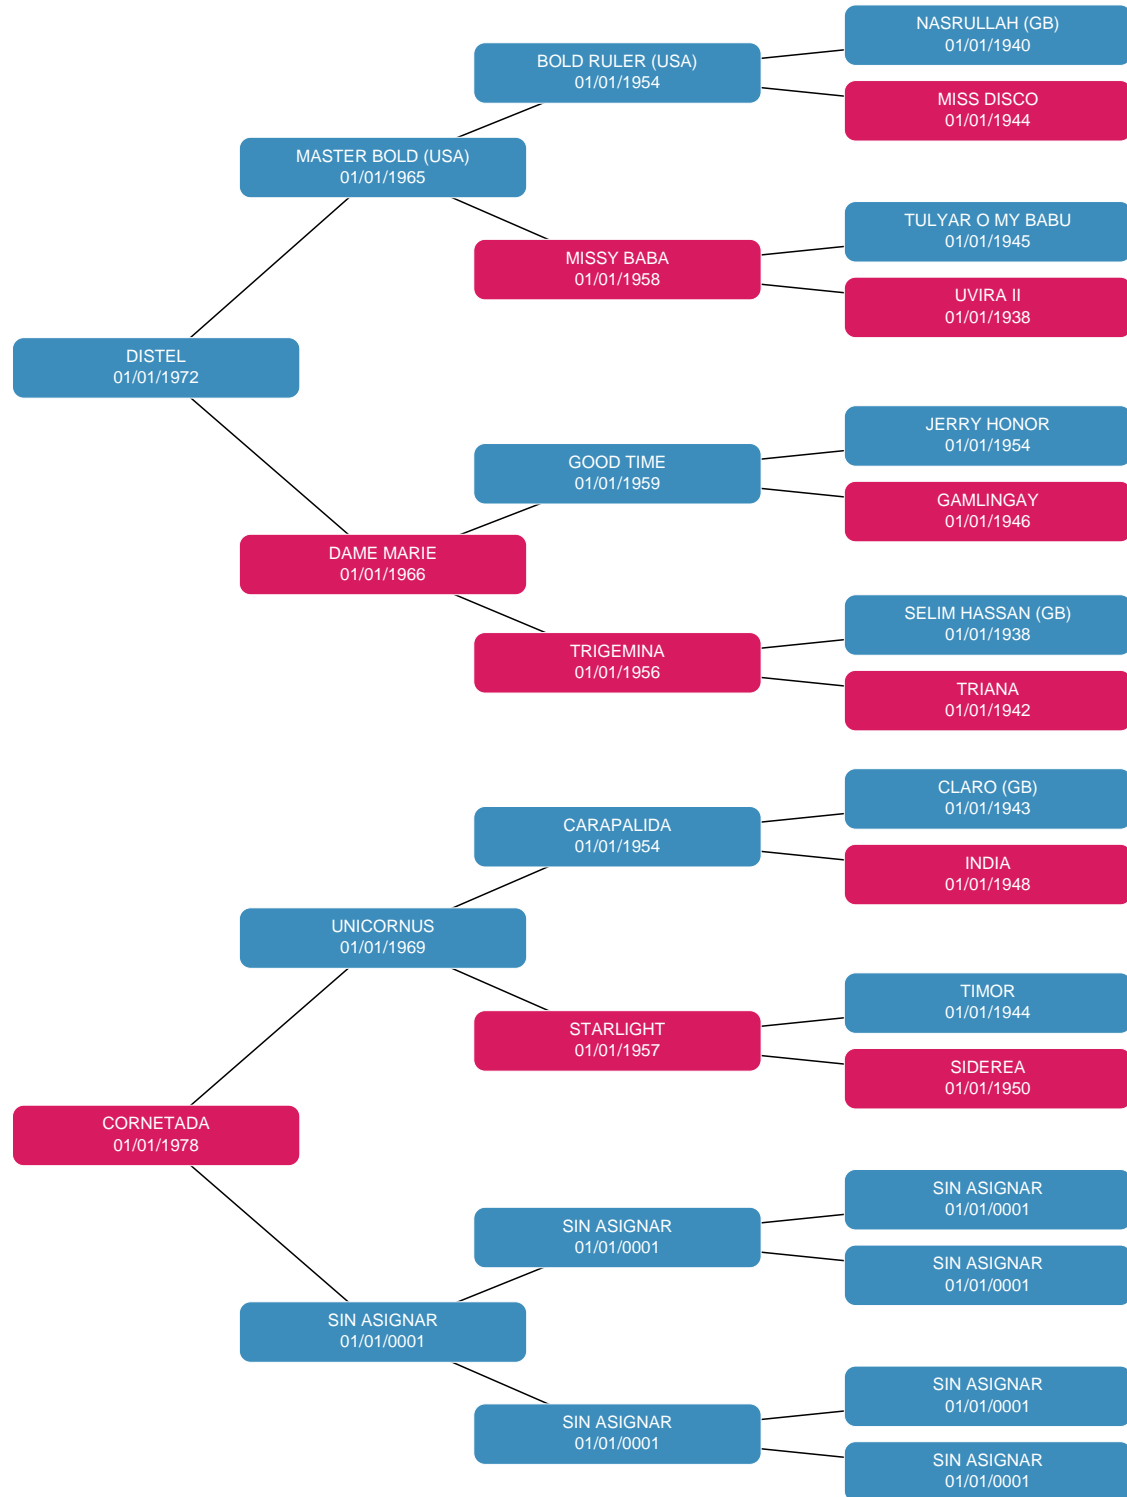 NASRULLAH (GB)
01/01/1940
BOLD RULER (USA)
01/01/1954
MISS DISCO
01/01/1944
MASTER BOLD (USA)
01/01/1965
TULYAR O MY BABU
01/01/1945
MISSY BABA
01/01/1958
UVIRA II
01/01/1938
DISTEL
01/01/1972
JERRY HONOR
01/01/1954
GOOD TIME
01/01/1959
GAMLINGAY
01/01/1946
DAME MARIE
01/01/1966
SELIM HASSAN (GB)
01/01/1938
TRIGEMINA
01/01/1956
TRIANA
01/01/1942
CLARO (GB)
01/01/1943
CARAPALIDA
01/01/1954
INDIA
01/01/1948
UNICORNUS
01/01/1969
TIMOR
01/01/1944
STARLIGHT
01/01/1957
SIDEREA
01/01/1950
CORNETADA
01/01/1978
SIN ASIGNAR
01/01/0001
SIN ASIGNAR
01/01/0001
SIN ASIGNAR
01/01/0001
SIN ASIGNAR
01/01/0001
SIN ASIGNAR
01/01/0001
SIN ASIGNAR
01/01/0001
SIN ASIGNAR
01/01/0001